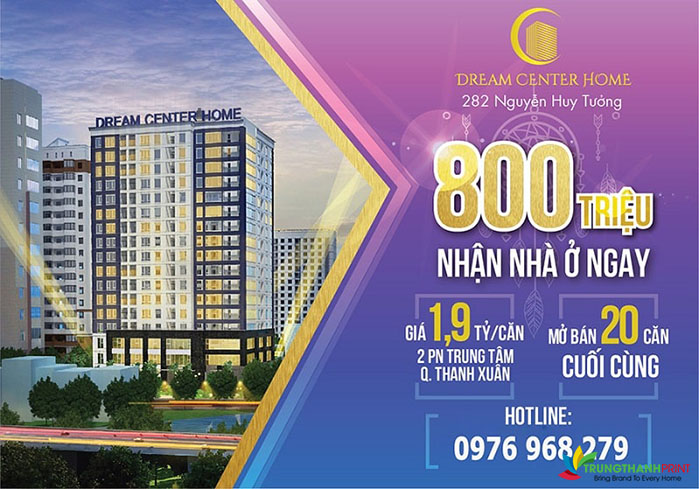 DREAM CENTER HOME
DREAM CENTER HOME
282 Nguyễn Huy Tưởng
800 TRIỆU
NHẬN NHÀ Ở NGAY
GIÁ 1,9 TỶ/CĂN
2 PN TRUNG TÂM
Q. THANH XUÂN
MỞ BÁN 20 CĂN
CUỐI CÙNG
HOTLINE:
0976 968 279
TRUNGTHANHPRINT
Bring Brand To Every Home